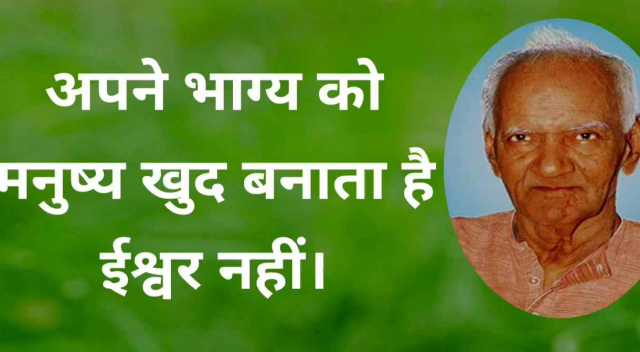 अपने भाग्य को
मनुष्य खुद बनाता है
ईश्वर नहीं।